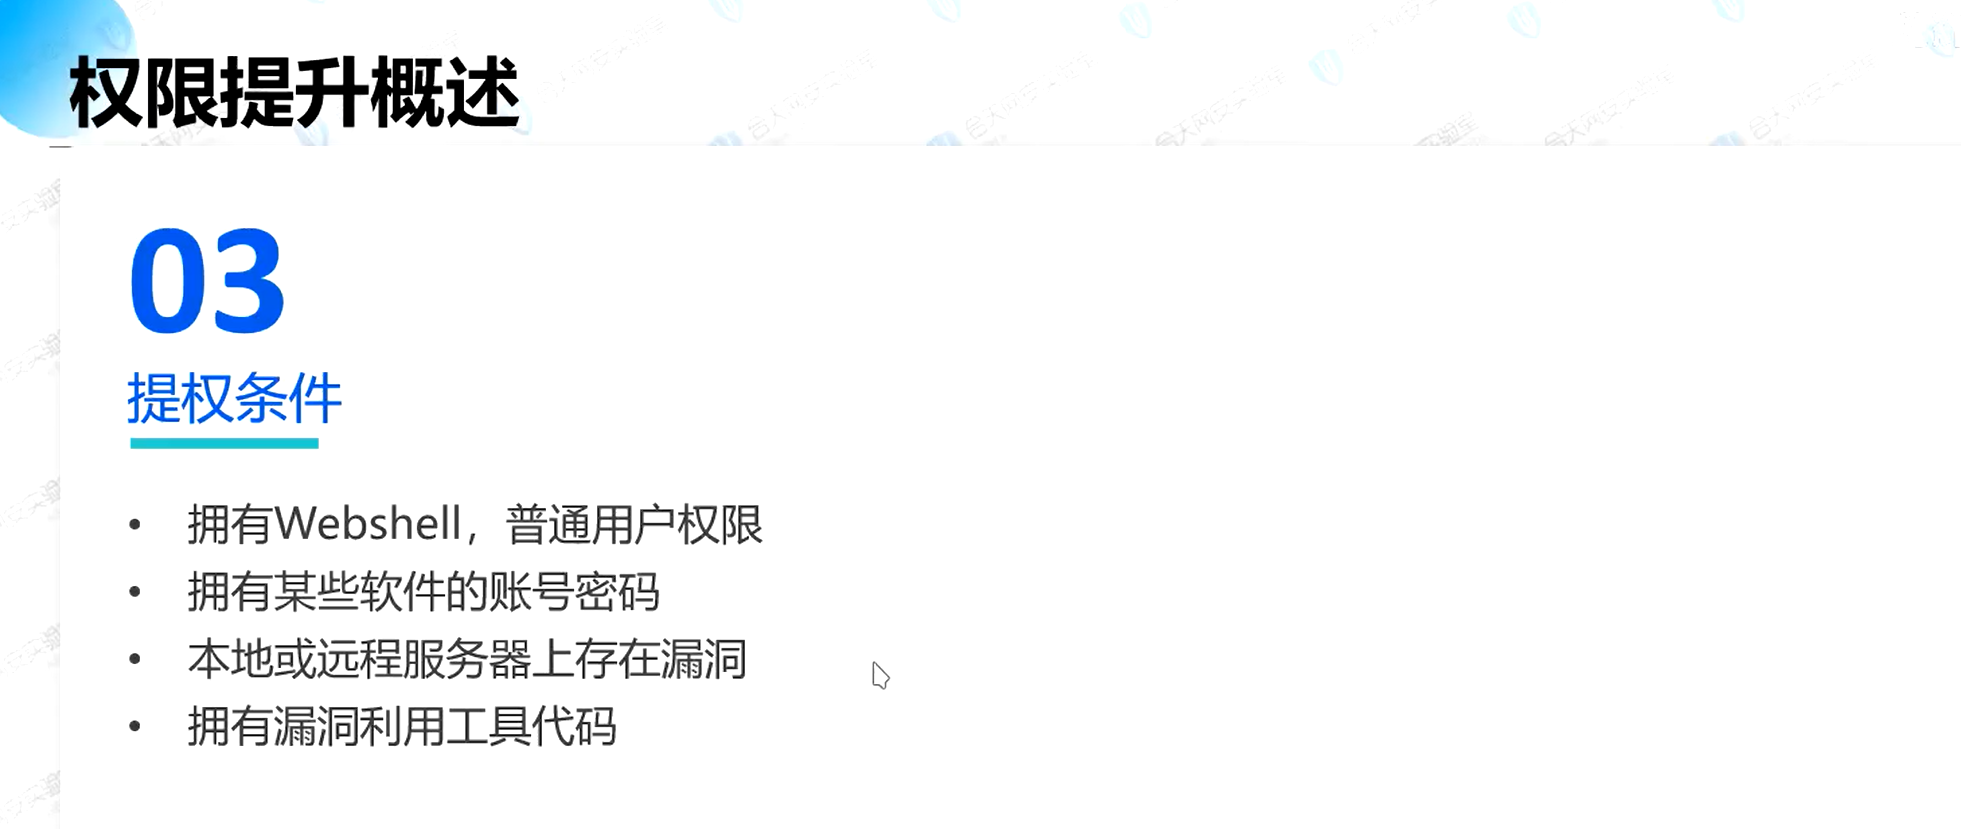 权限提升概述
03
提权条件
• 拥有Webshell，普通用户权限
• 拥有某些软件的账号密码
• 本地或远程服务器上存在漏洞
• 拥有漏洞利用工具代码